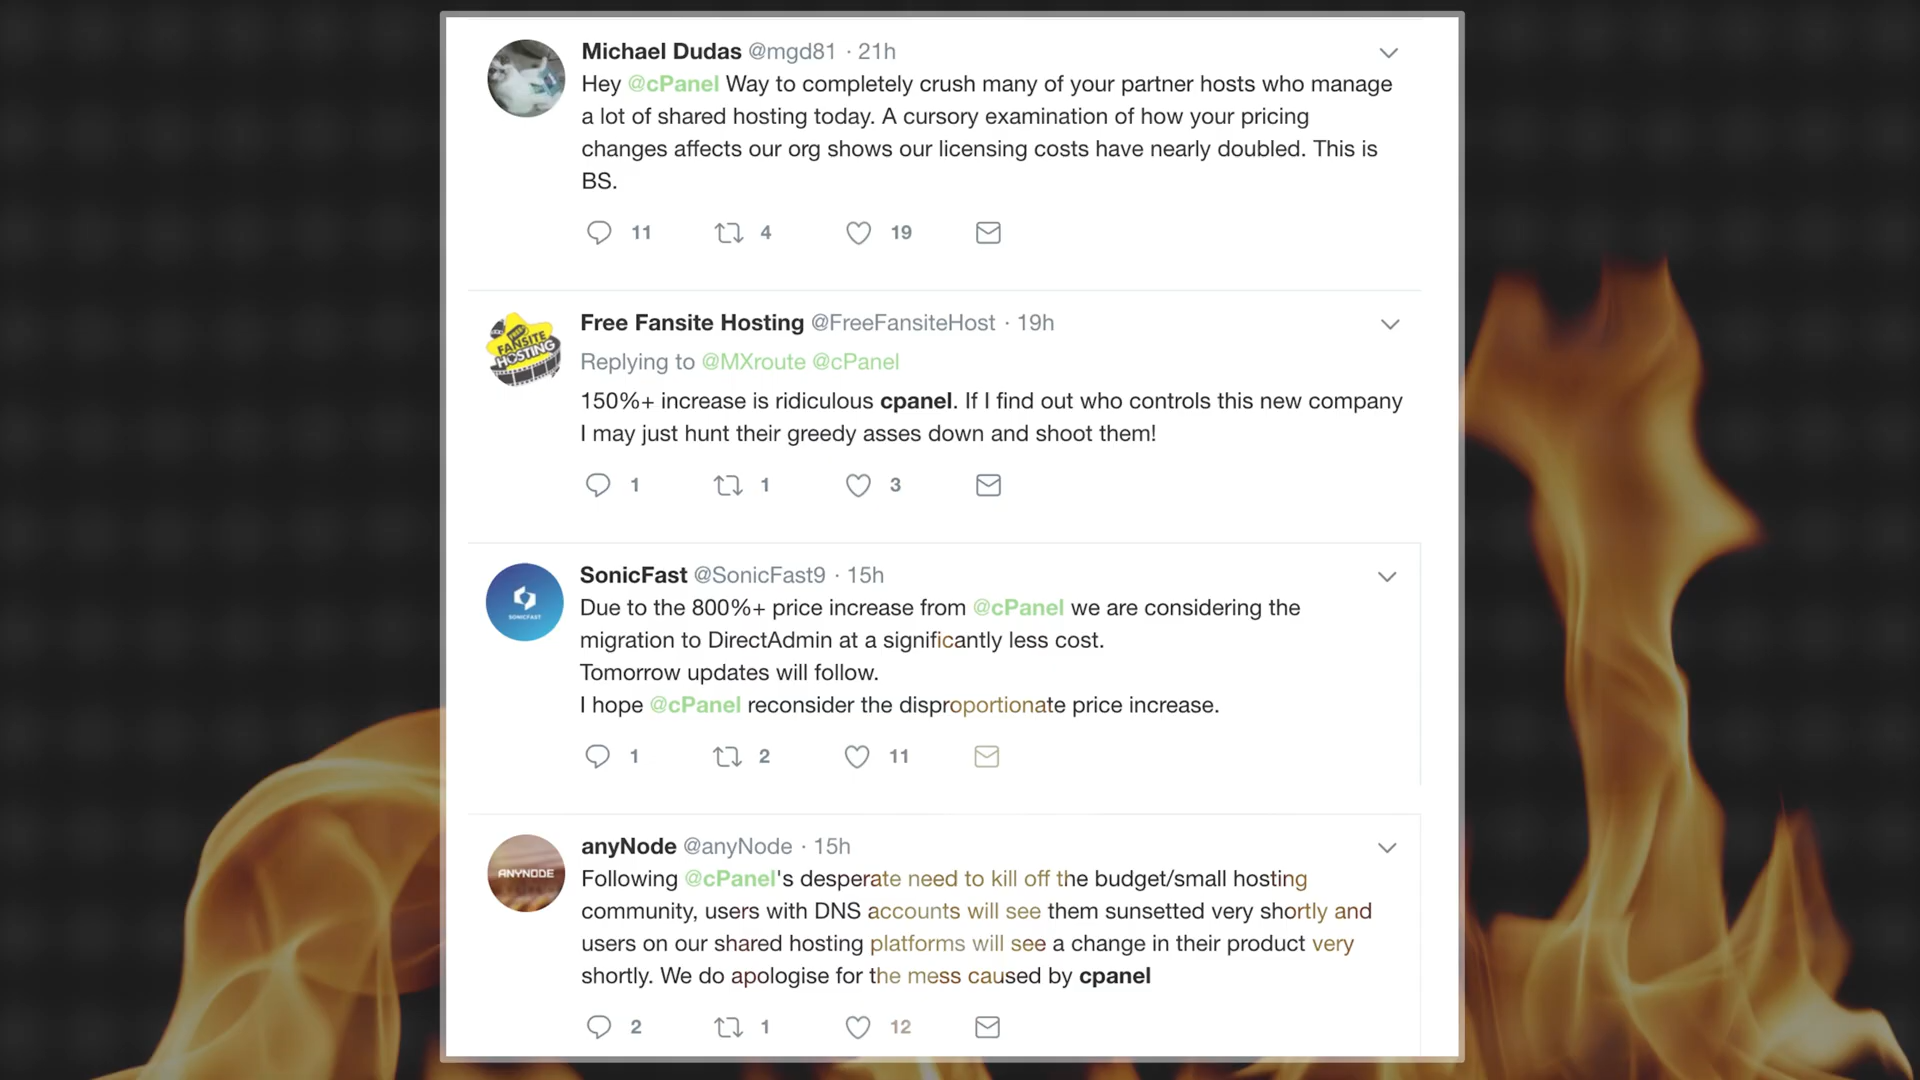 Michael Dudas @mgd81 · 21h
Hey @cPanel Way to completely crush many of your partner hosts who manage
a lot of shared hosting today. A cursory examination of how your pricing
changes affects our org shows our licensing costs have nearly doubled. This is
BS.
11 4 19
FREE FANSITE HOSTING
Free Fansite Hosting @FreeFansiteHost · 19h
Replying to @MXroute @cPanel
150%+ increase is ridiculous cpanel. If I find out who controls this new company
I may just hunt their greedy asses down and shoot them!
1 1 3
SONICFAST
SonicFast @SonicFast9 · 15h
Due to the 800%+ price increase from @cPanel we are considering the
migration to DirectAdmin at a significantly less cost.
Tomorrow updates will follow.
I hope @cPanel reconsider the disproportionate price increase.
1 2 11
ANYNODE
anyNode @anyNode · 15h
Following @cPanel's desperate need to kill off the budget/small hosting
community, users with DNS accounts will see them sunsetted very shortly and
users on our shared hosting platforms will see a change in their product very
shortly. We do apologise for the mess caused by cpanel
2 1 12